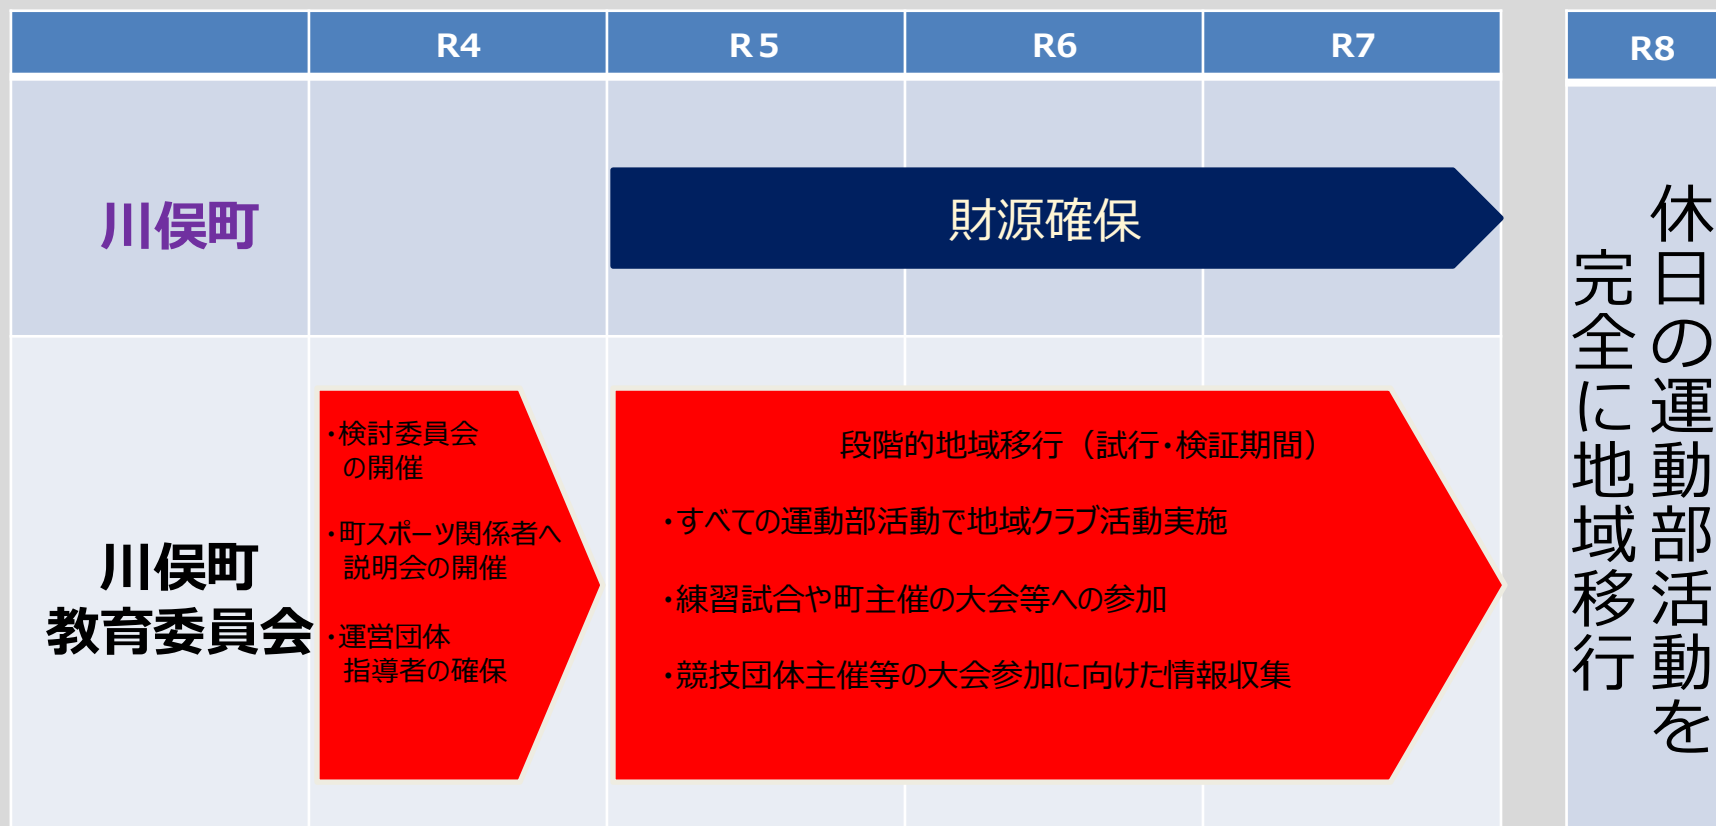 R4
R5
R6
R7
R8
川俣町
財源確保
川俣町
教育委員会
・検討委員会
の開催
・町スポーツ関係者へ
説明会の開催
・運営団体
指導者の確保
段階的地域移行（試行・検証期間）
・すべての運動部活動で地域クラブ活動実施
・練習試合や町主催の大会等への参加
・競技団体主催等の大会参加に向けた情報収集
休日の運動部活動を
完全に地域移行